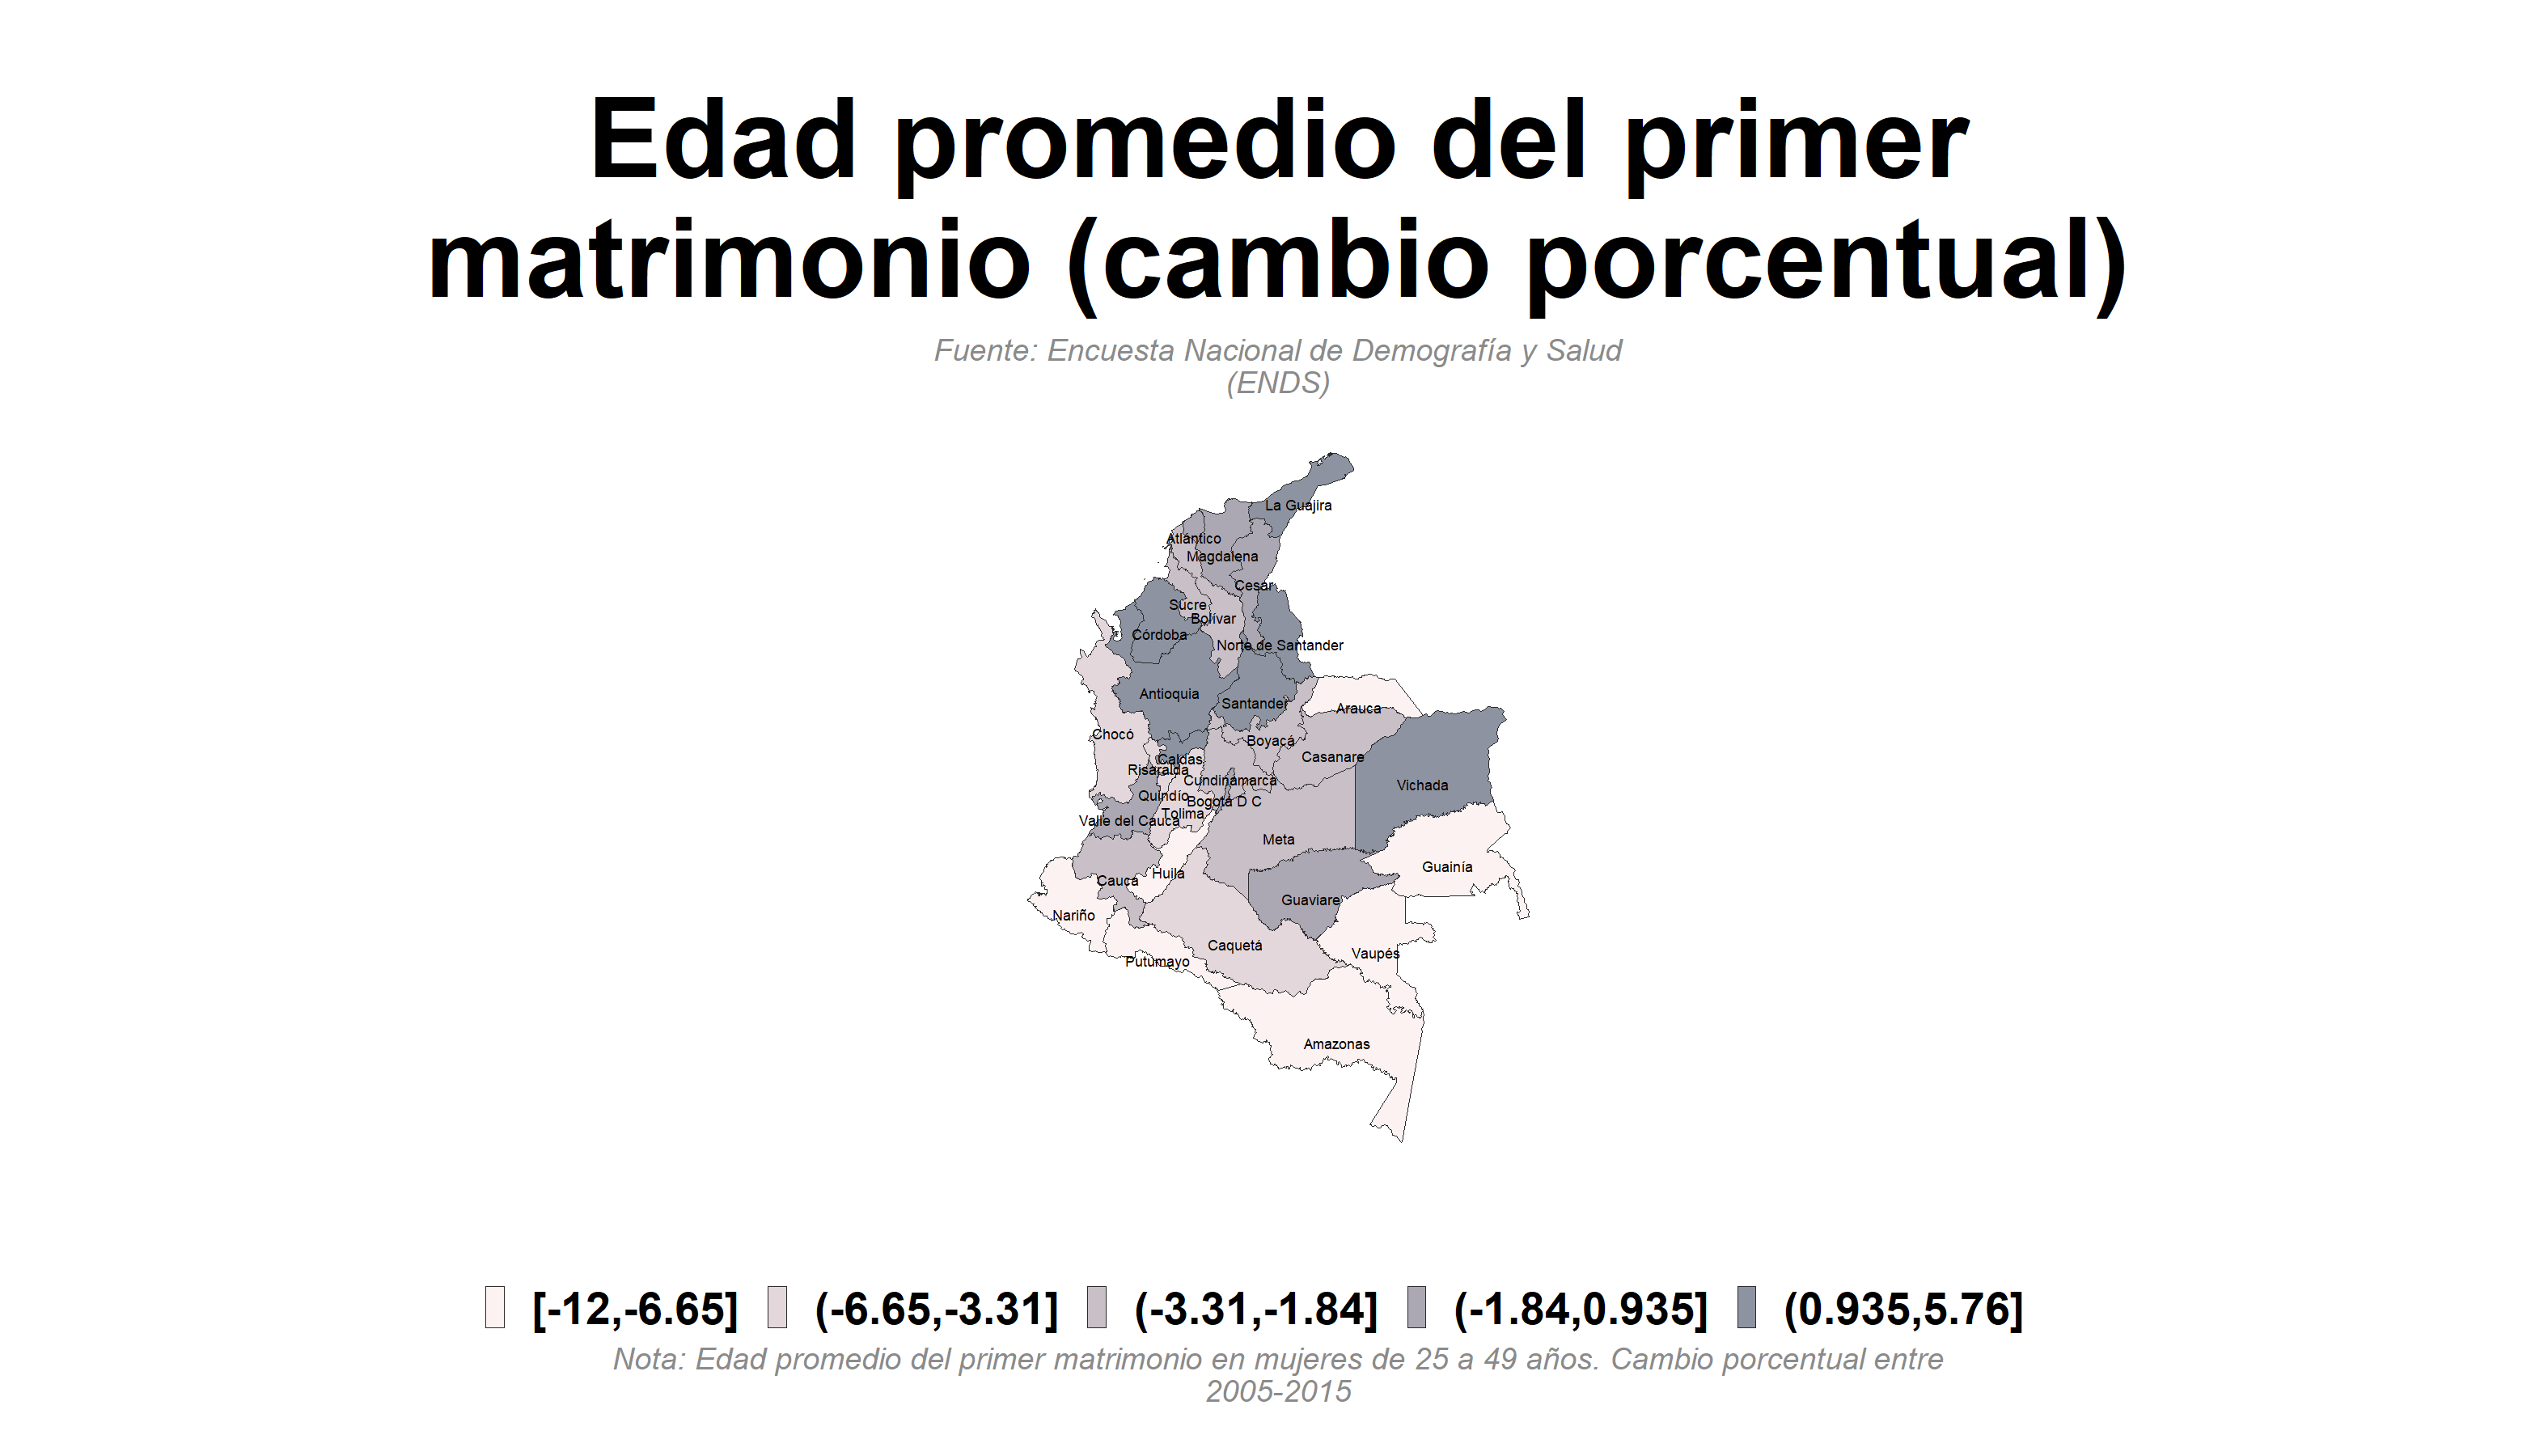 Edad promedio del primer
matrimonio (cambio porcentual)
Fuente: Encuesta Nacional de Demografía y Salud
(ENDS)
La Guajira
Atlántico
Magdalena
Cesar
Sucre
Bolívar
Córdoba
Norte de Santander
Antioquia
Santander
Arauca
Chocó
Boyacá
Casanare
Caldas
Risaralda
Cundinamarca
Vichada
Quindío
Bogotá D C
Tolima
Valle del Cauca
Meta
Guainía
Huila
Cauca
Guaviare
Nariño
Caquetá
Vaupés
Putumayo
Amazonas
[-12,-6.65] (-6.65,-3.31] (-3.31,-1.84] (-1.84,0.935] (0.935,5.76]
Nota: Edad promedio del primer matrimonio en mujeres de 25 a 49 años. Cambio porcentual entre
2005-2015